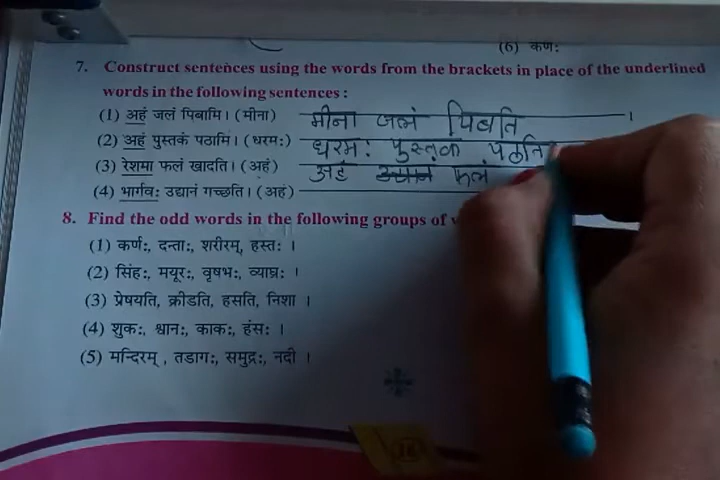 (6) कण:
7. Construct sentences using the words from the brackets in place of the underlined
words in the following sentences :
(1) अहं जलं पिबामि। (मीना) मीना जलं पिबति ।
(2) अहं पुस्तकं पठामि। (धरम:) धरम: पुस्तकं पठति
(3) रेशमा फलं खादति। (अहं) अहं उद्यानं फलं
(4) भार्गव: उद्यानं गच्छति। (अहं)
8. Find the odd words in the following groups of
(1) कर्ण:, दन्ता:, शरीरम्, हस्त: ।
(2) सिंह:, मयूर:, वृषभ:, व्याघ्र: ।
(3) प्रेषयति, क्रीडति, हसति, निशा ।
(4) शुक:, श्वान:, काक:, हंस: ।
(5) मन्दिरम् , तडाग:, समुद्र:, नदी ।